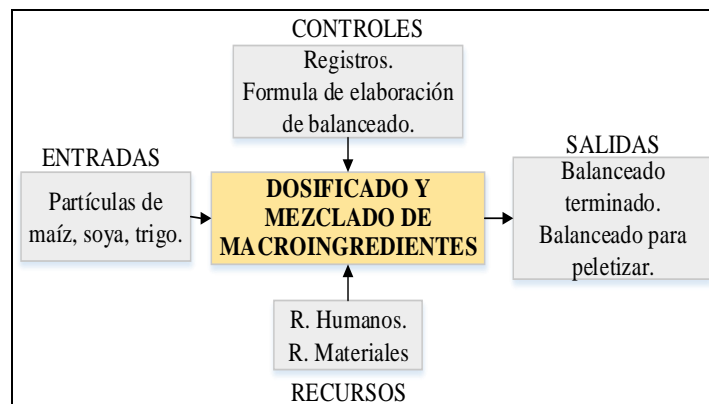 CONTROLES
Registros.
Formula de elaboración
de balanceado.
ENTRADAS
Partículas de
maíz, soya, trigo.
DOSIFICADO Y
MEZCLADO DE
MACROINGREDIENTES
SALIDAS
Balanceado
terminado.
Balanceado para
peletizar.
R. Humanos.
R. Materiales
RECURSOS